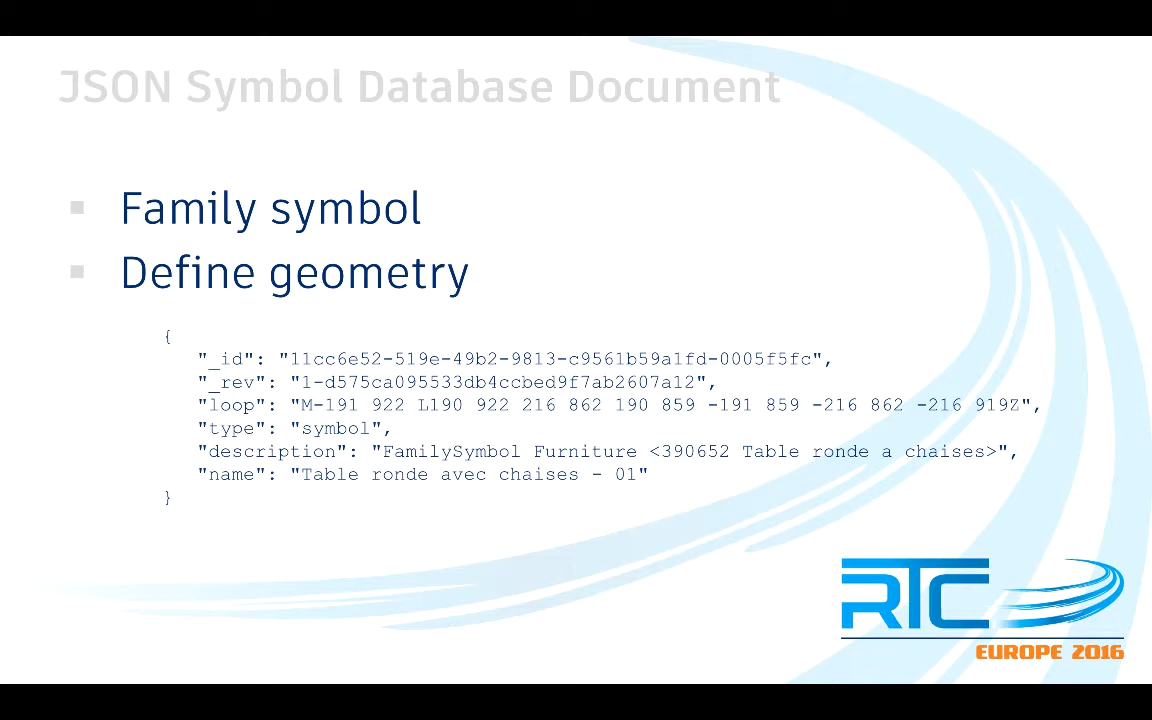 JSON Symbol Database Document
Family symbol
Define geometry
{
"_id": "11cc6e52-519e-49b2-9813-c9561b59a1fd-0005f5fc",
"_rev": "1-d575ca095533db4ccbed9f7ab2607a12",
"loop": "M-191 922 L190 922 216 862 190 859 -191 859 -216 862 -216 919Z",
"type": "symbol",
"description": "FamilySymbol Furniture <390652 Table ronde a chaises>",
"name": "Table ronde avec chaises - 01"
}
RTC
EUROPE 2016